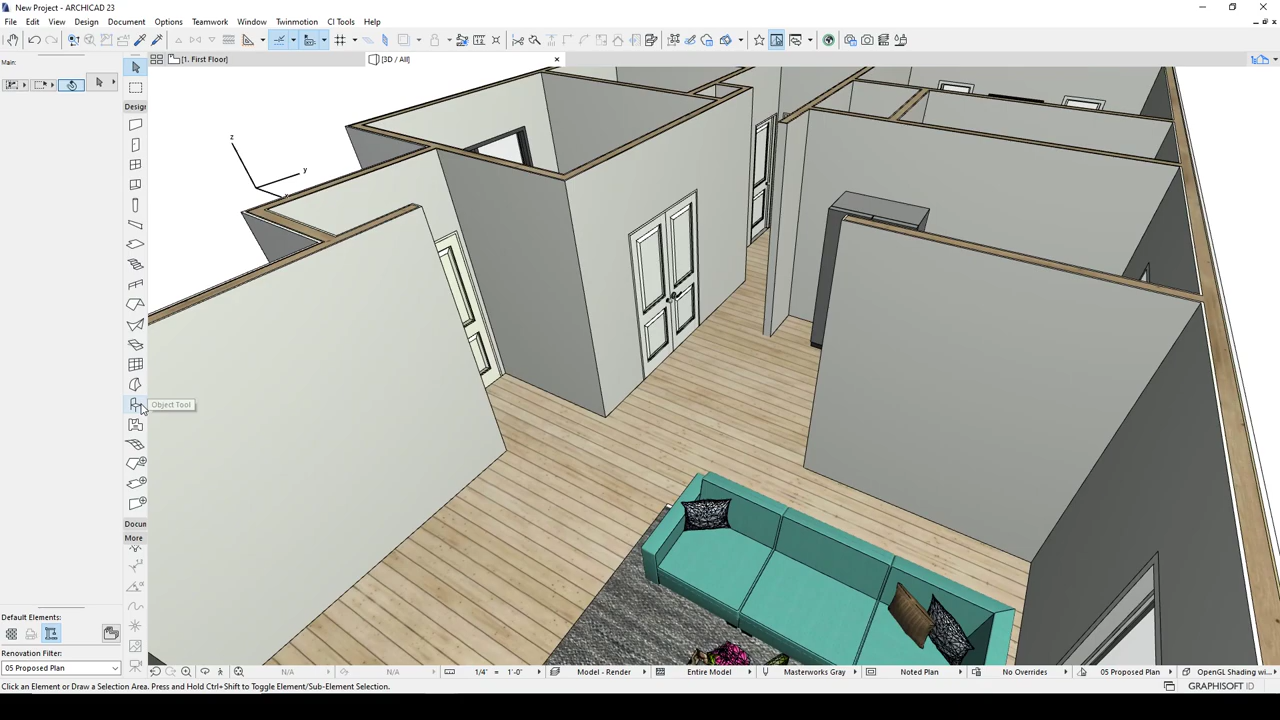 New Project - ARCHICAD 23
File Edit View Design Document Options Teamwork Window Twinmotion CI Tools Help
Main:
[1. First Floor]
[3D / All]
Design
z
y
Object Tool
Docun
More
Default Elements:
Renovation Filter:
05 Proposed Plan
N/A
N/A
1/4" = 1'-0"
Model - Render
Entire Model
Masterworks Gray
Noted Plan
No Overrides
05 Proposed Plan
OpenGL Shading wi...
Click an Element or Draw a Selection Area. Press and Hold Ctrl+Shift to Toggle Element/Sub-Element Selection.
GRAPHISOFT ID